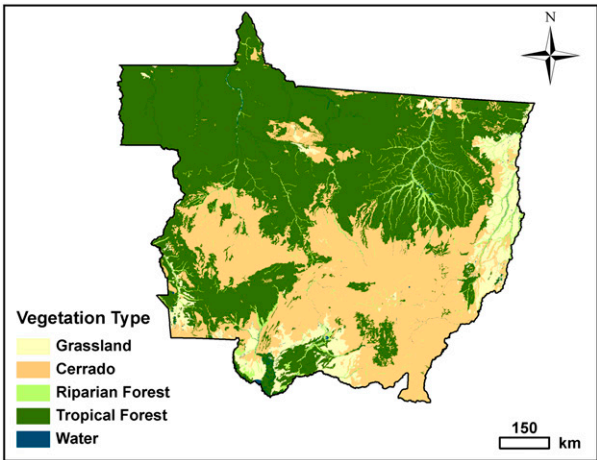 N
Vegetation Type
Grassland
Cerrado
Riparian Forest
Tropical Forest
Water
150
km